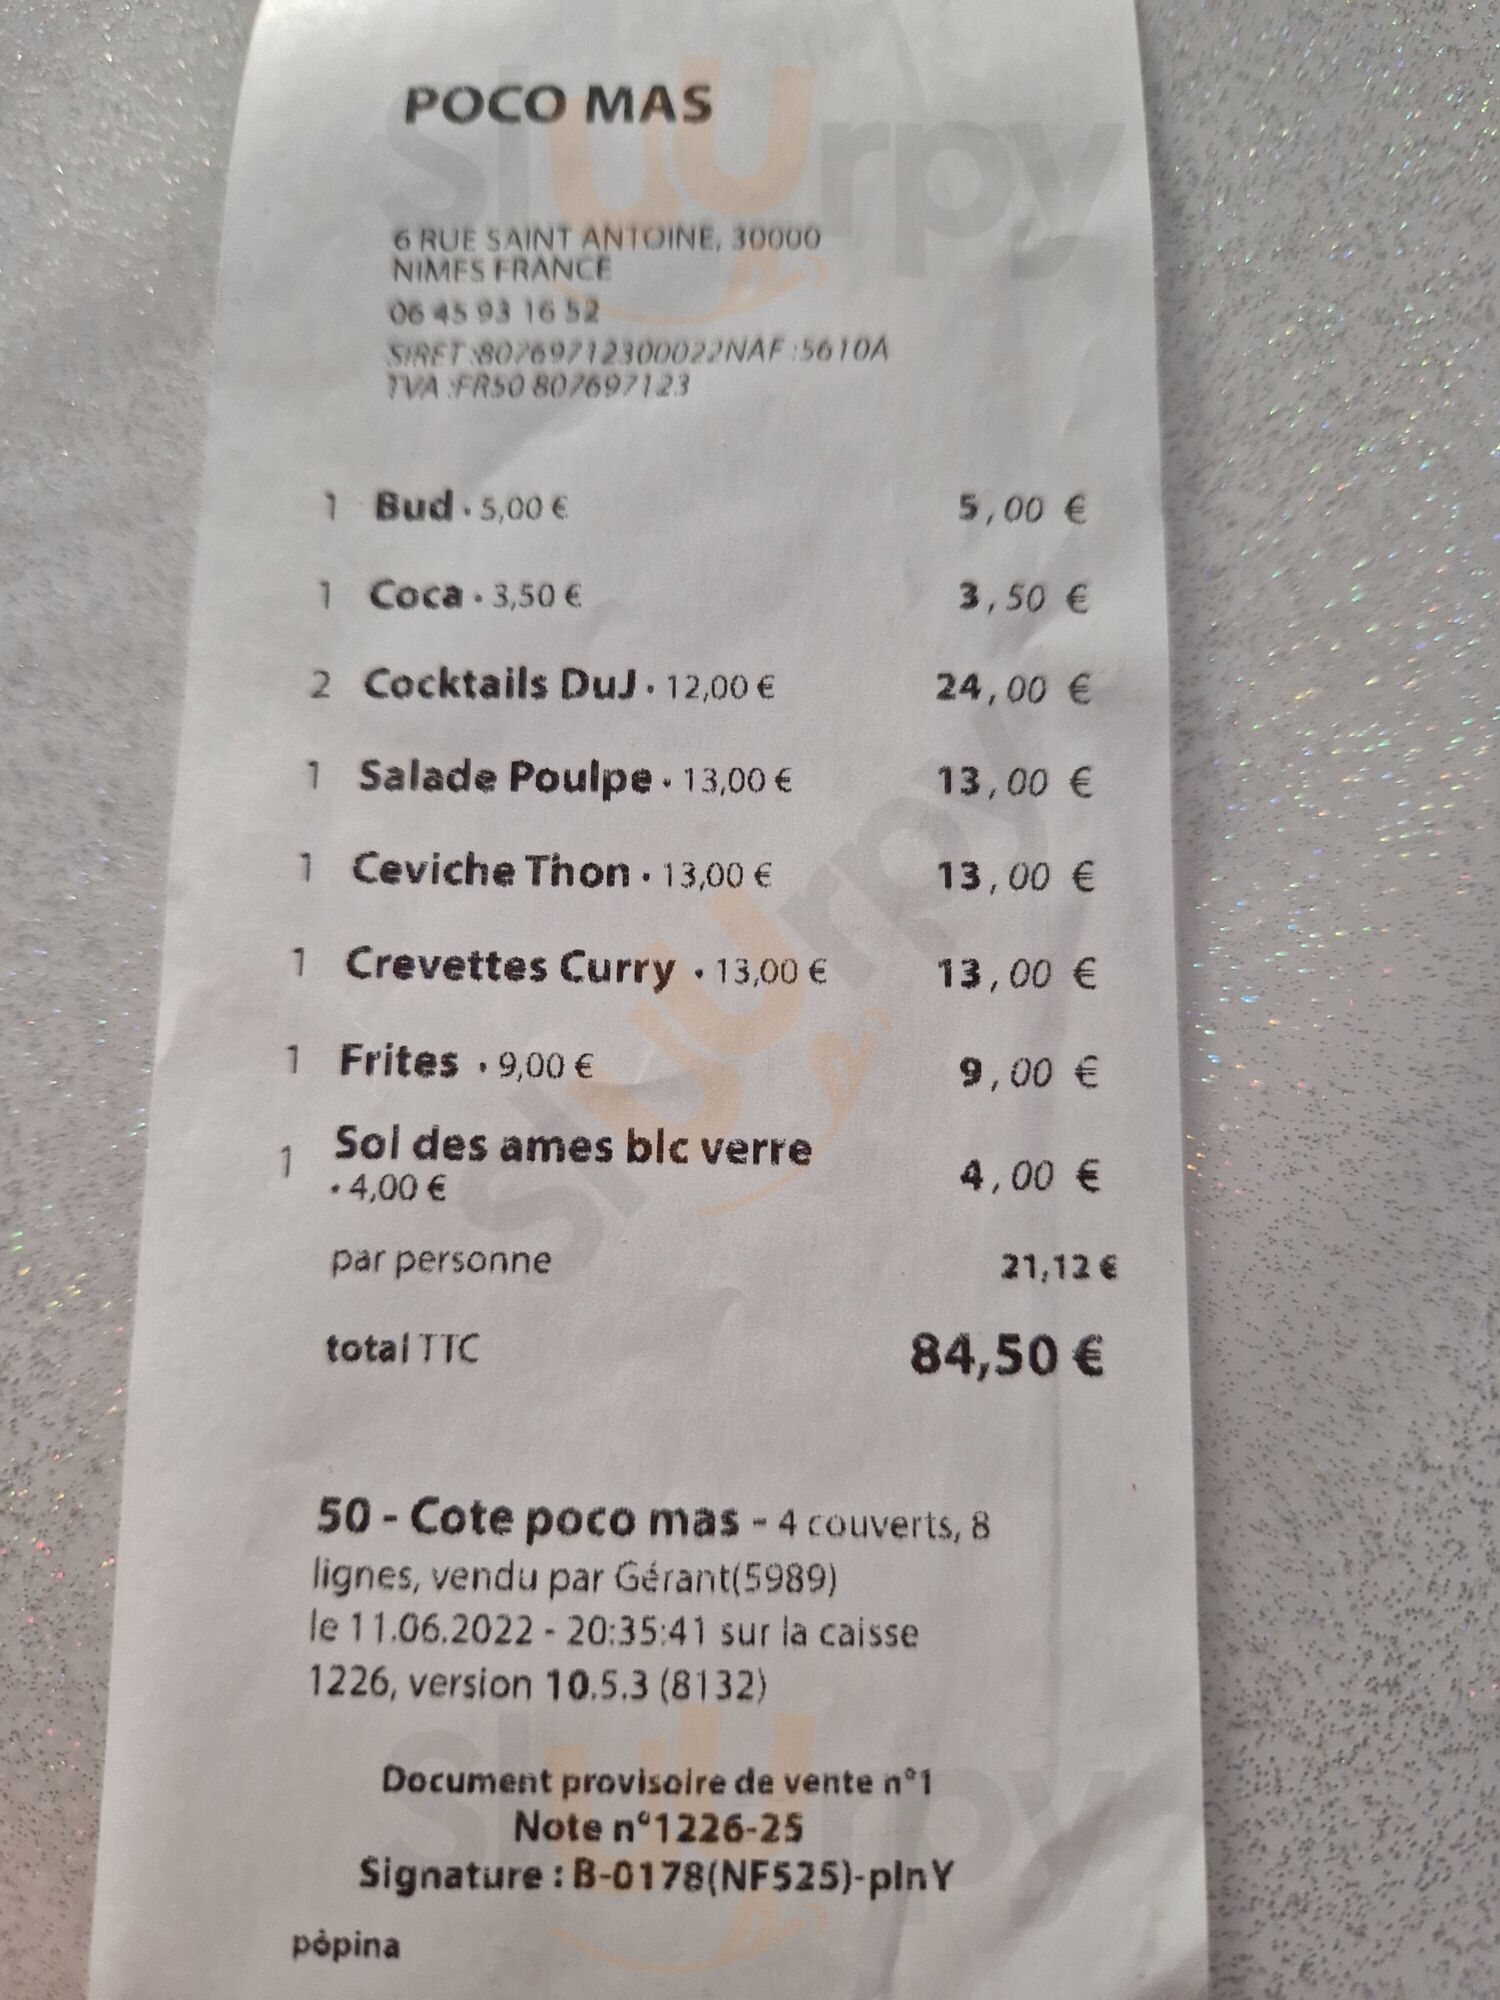 POCO MAS
6 RUE SAINT ANTOINE, 30000
NIMES FRANCE
06 45 93 16 52
SIRET :80769712300022NAF :5610A
TVA :FR50 807697123
1 Bud · 5,00 € 5,00 €
1 Coca · 3,50 € 3,50 €
2 Cocktails DuJ · 12,00 € 24,00 €
1 Salade Poulpe · 13,00 € 13,00 €
1 Ceviche Thon · 13,00 € 13,00 €
1 Crevettes Curry · 13,00 € 13,00 €
1 Frites · 9,00 € 9,00 €
1 Sol des ames blc verre
· 4,00 € 4,00 €
par personne 21,12 €
total TTC 84,50 €
50 - Cote poco mas - 4 couverts, 8
lignes, vendu par Gérant(5989)
le 11.06.2022 - 20:35:41 sur la caisse
1226, version 10.5.3 (8132)
Document provisoire de vente n°1
Note n°1226-25
Signature : B-0178(NF525)-pInY
pópina
Sluurpy
Sluurpy
Sluurpy